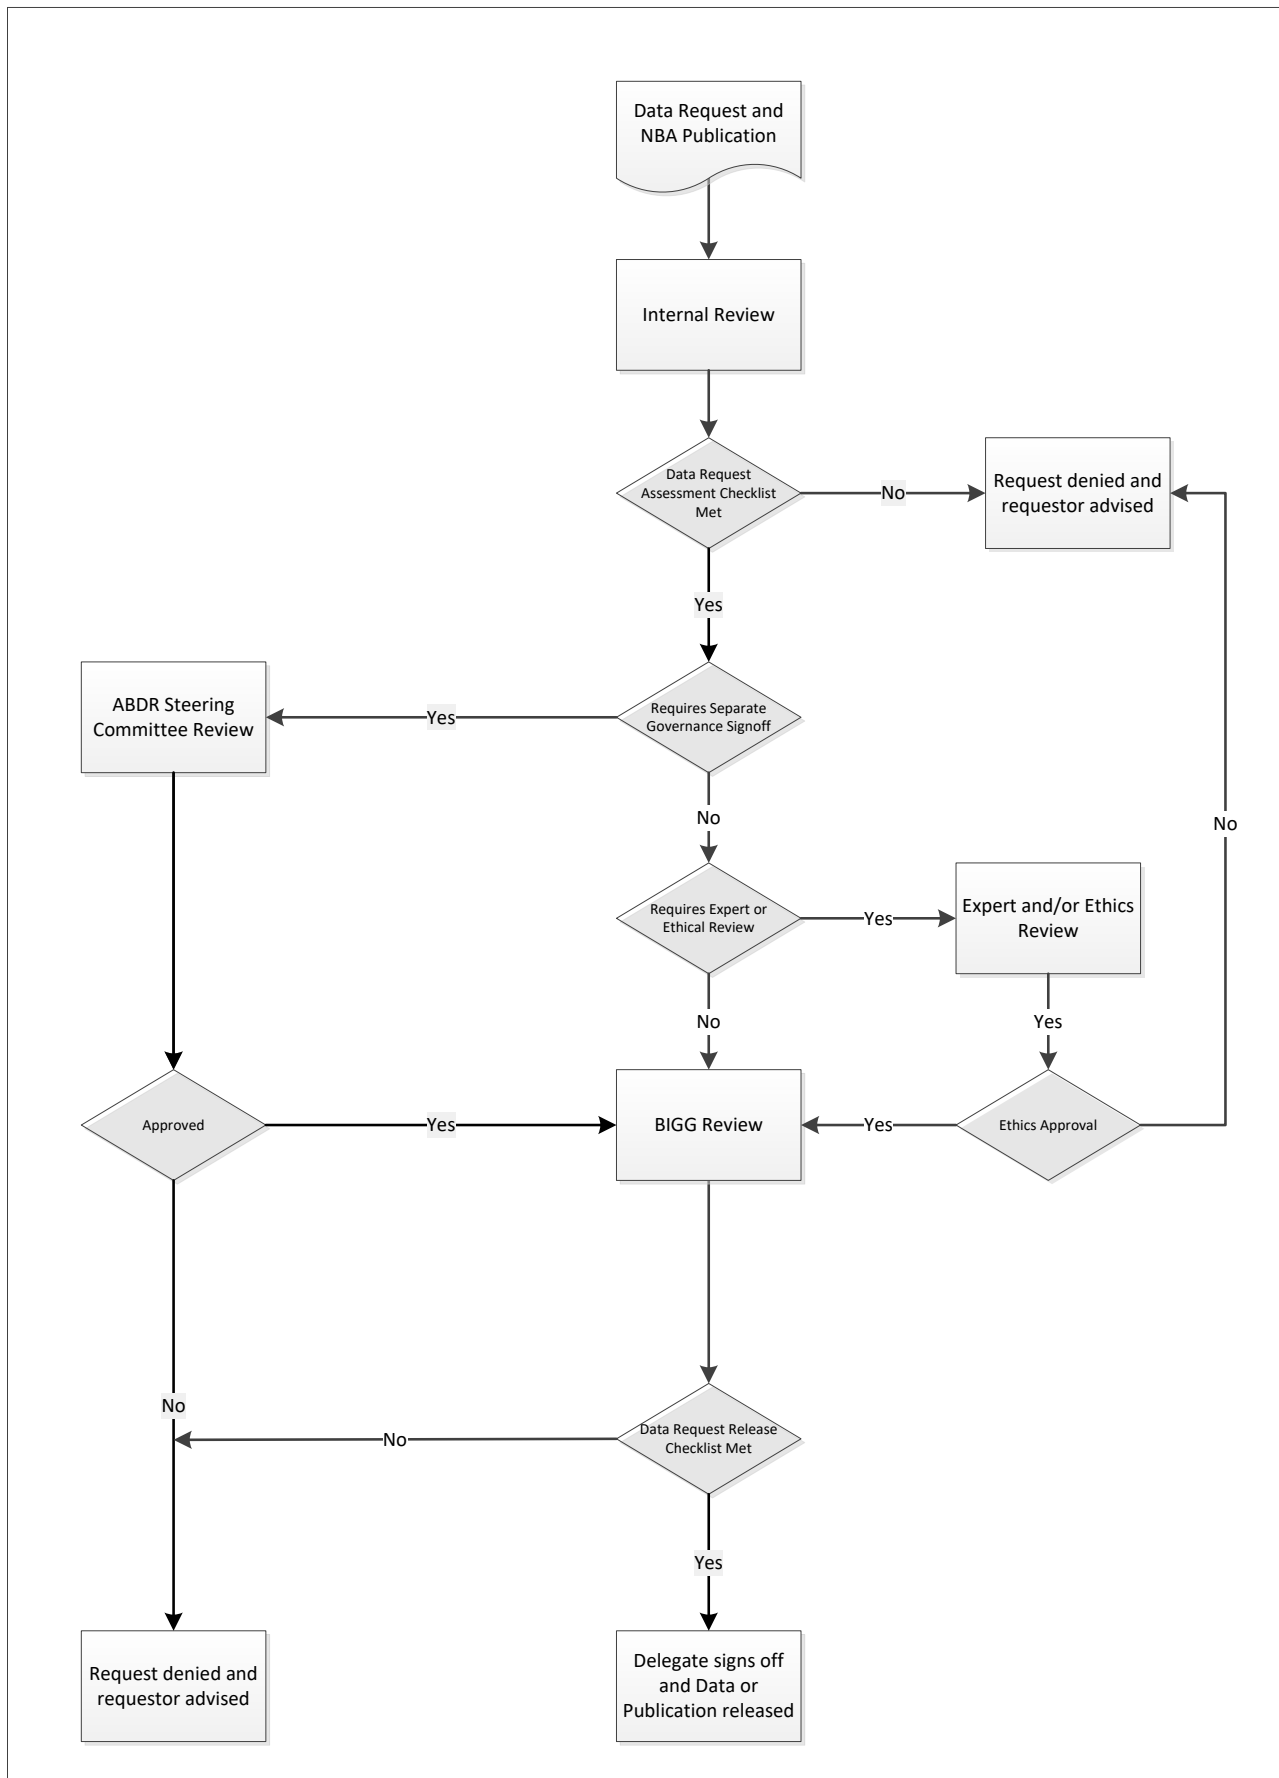 Data Request and
NBA Publication
Internal Review
Data Request
Assessment Checklist
Met
No
Request denied and
requestor advised
Yes
ABDR Steering
Committee Review
Yes
Requires Separate
Governance Signoff
No
No
Requires Expert or
Ethical Review
Yes
Expert and/or Ethics
Review
No
Yes
Approved
Yes
BIGG Review
Yes
Ethics Approval
No
No
Data Request Release
Checklist Met
Yes
Request denied and
requestor advised
Delegate signs off
and Data or
Publication released